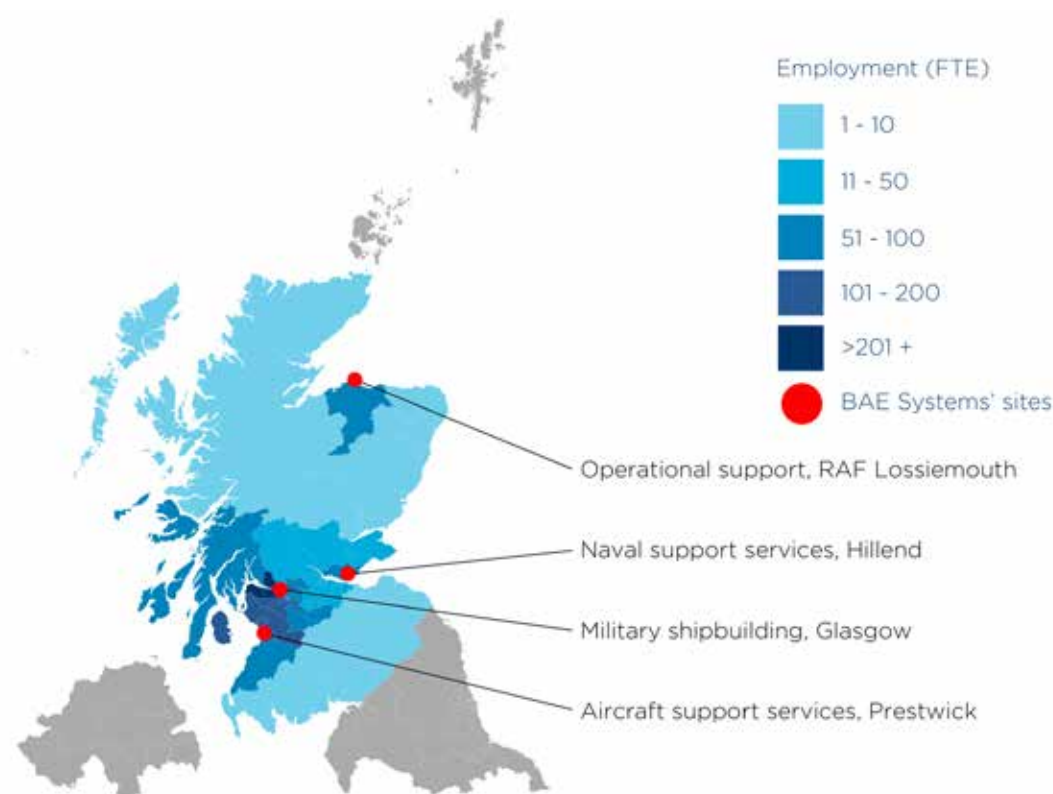 Employment (FTE)
1 - 10
11 - 50
51 - 100
101 - 200
>201 +
BAE Systems' sites
Operational support, RAF Lossiemouth
Naval support services, Hillend
Military shipbuilding, Glasgow
Aircraft support services, Prestwick